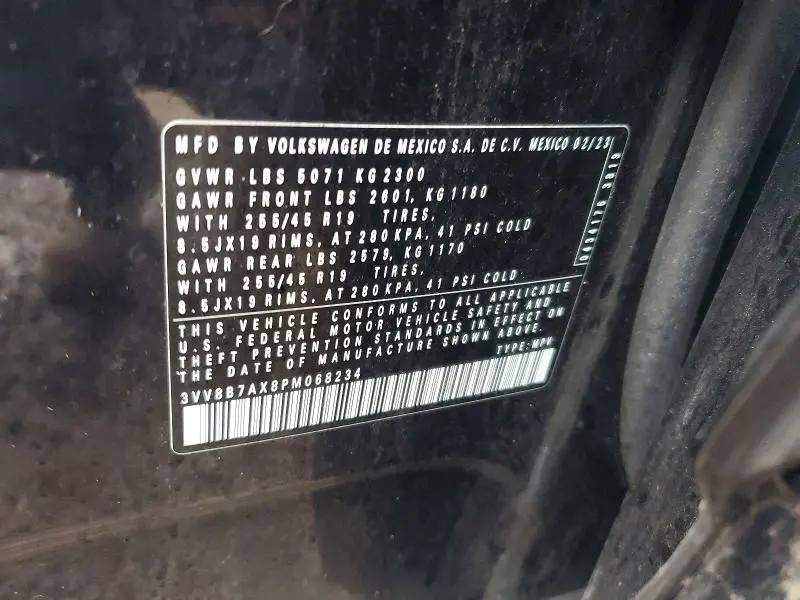 MFD BY VOLKSWAGEN DE MEXICO S.A. DE C.V. MEXICO 02/23
GVWR LBS 5071 KG 2300
GAWR FRONT LBS 2601, KG 1180
WITH 255/45 R19 TIRES,
8.5JX19 RIMS, AT 280 KPA, 41 PSI COLD
GAWR REAR LBS 2579, KG 1170
WITH 255/45 R19 TIRES,
8.5JX19 RIMS, AT 280 KPA, 41 PSI COLD
THIS VEHICLE CONFORMS TO ALL APPLICABLE
U.S. FEDERAL MOTOR VEHICLE SAFETY AND
THEFT PREVENTION STANDARDS IN EFFECT ON
THE DATE OF MANUFACTURE SHOWN ABOVE.
TYPE: MPV
3VV8B7AX8PM068234
3819